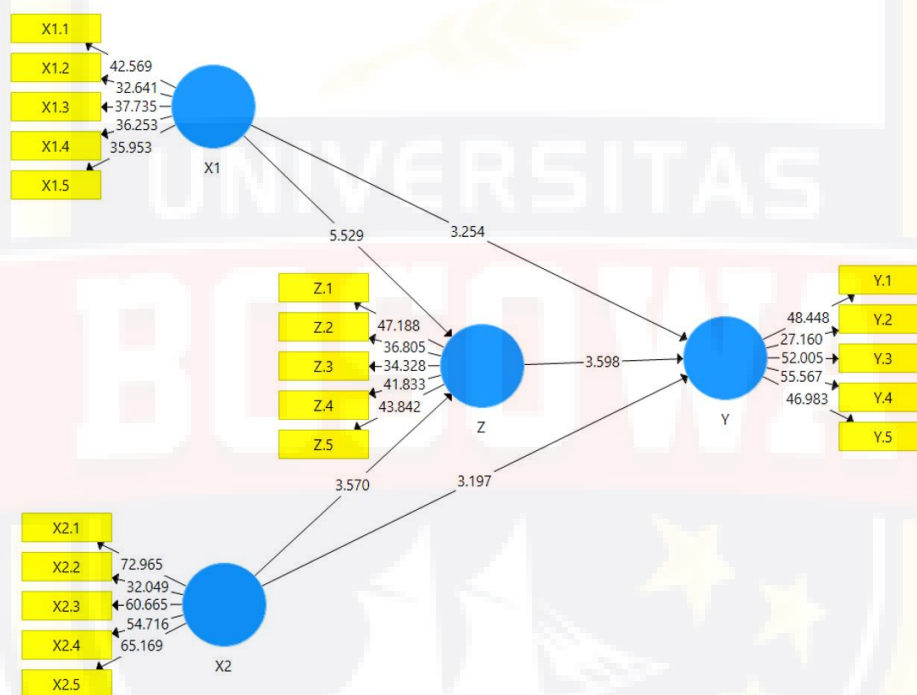 X1.1
X1.2
X1.3
X1.4
X1.5
42.569
32.641
37.735
36.253
35.953
X1
UNIVERSITAS
5.529
3.254
BOSOWA
Z.1
Z.2
Z.3
Z.4
Z.5
47.188
36.805
34.328
41.833
43.842
Z
3.598
Y.1
Y.2
Y.3
Y.4
Y.5
48.448
27.160
52.005
55.567
46.983
Y
3.570
3.197
X2.1
X2.2
X2.3
X2.4
X2.5
72.965
32.049
60.665
54.716
65.169
X2